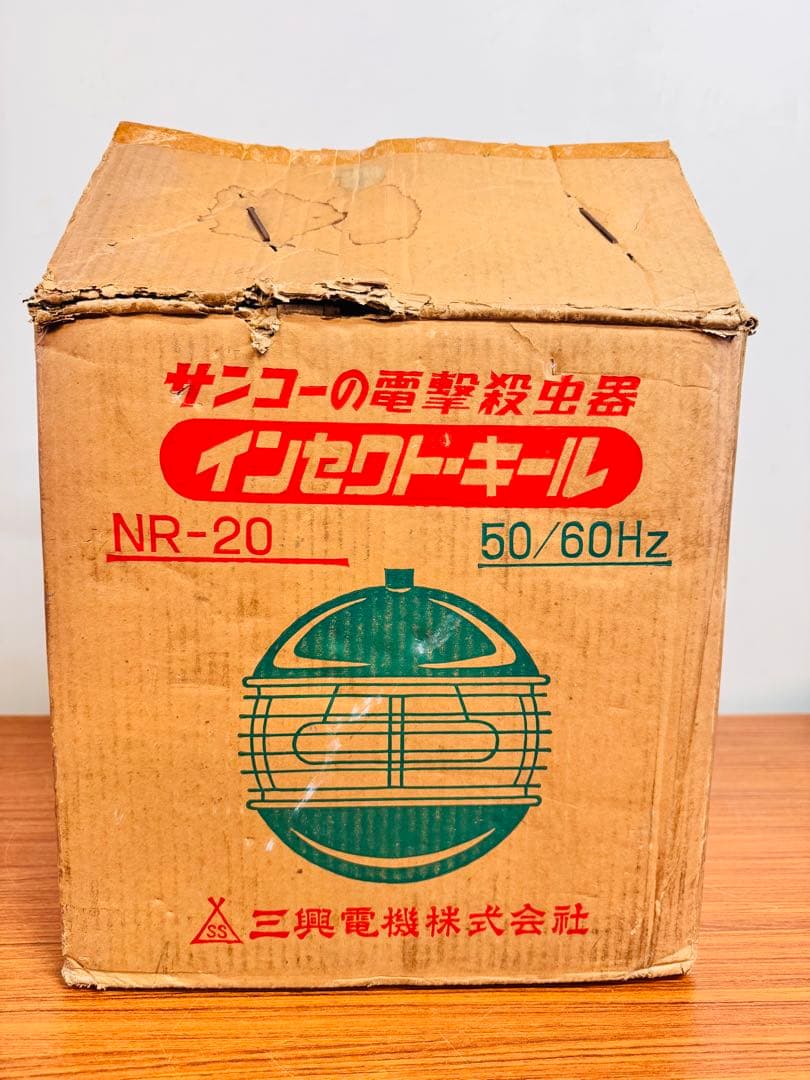 サンコーの電撃殺虫器
インセクト・キール
NR-20
50/60Hz
SS
三興電機株式会社